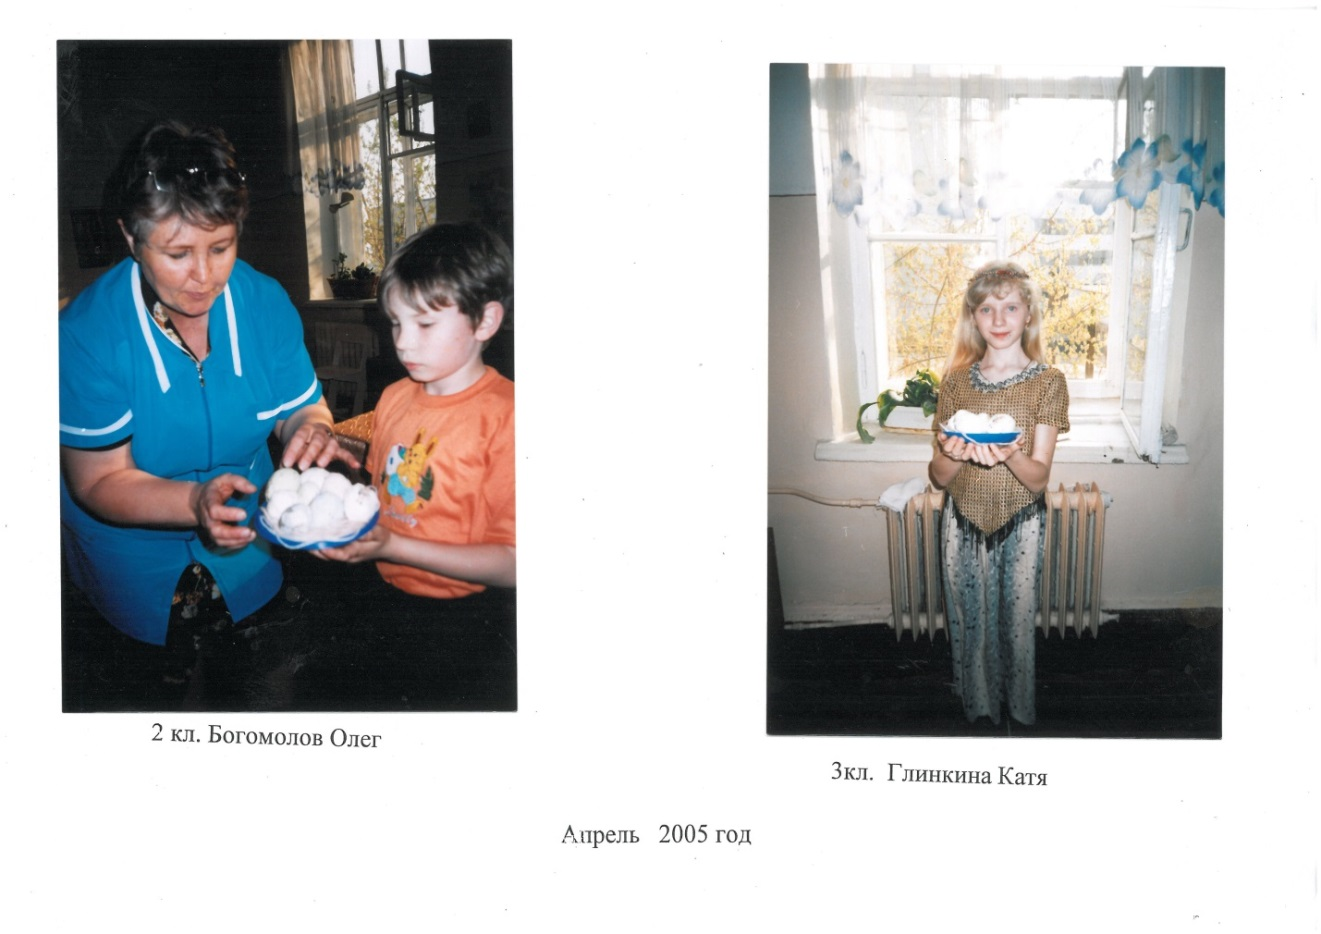 2 кл. Богомолов Олег
3кл. Глинкина Катя
Апрель 2005 год